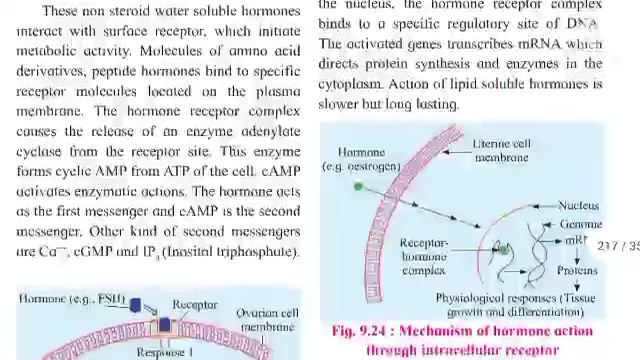 These non steroid water soluble hormones
interact with surface receptor, which initiate
metabolic activity. Molecules of amino acid
derivatives, peptide hormones bind to specific
receptor molecules located on the plasma
membrane. The hormone receptor complex
causes the release of an enzyme adenylate
cyclase from the receptor site. This enzyme
forms cyclic AMP from ATP of the cell. cAMP
activates enzymatic actions. The hormone acts
as the first messenger and cAMP is the second
messenger. Other kind of second messengers
are Ca⁺⁺, cGMP and IP₃ (Inositol triphosphate).
Hormone (e.g., FSH)
Receptor
Ovarian cell
membrane
Response 1
the nucleus, the hormone receptor complex
binds to a specific regulatory site of DNA.
The activated genes transcribes mRNA which
directs protein synthesis and enzymes in the
cytoplasm. Action of lipid soluble hormones is
slower but long lasting.
Hormone
(e.g. oestrogen)
Uterine cell
membrane
Nucleus
Genome
Receptor-
hormone
complex
Proteins
Physiological responses (Tissue
growth and differentiation)
Fig. 9.24 : Mechanism of hormone action
through intracellular receptor
217 / 35